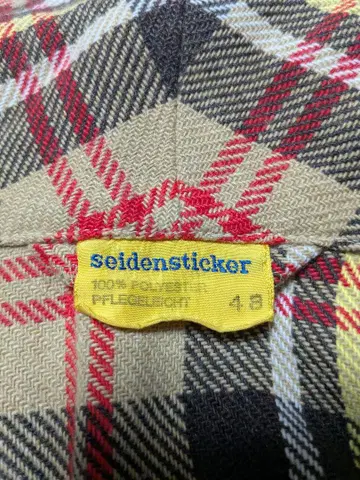 seidensticker
100% POLYESTER
PFLEGELEICHT 48